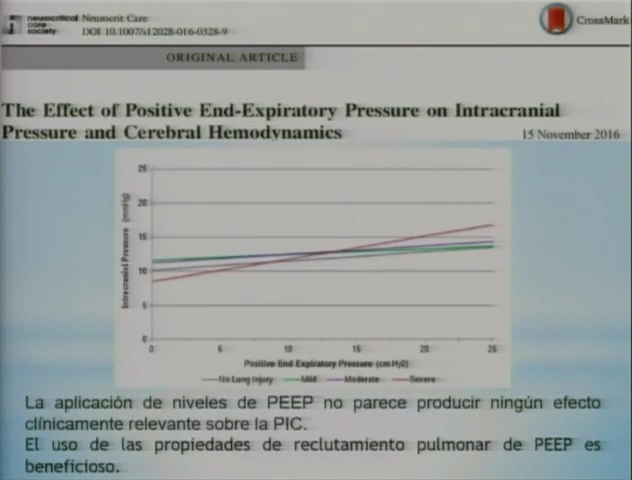 neurocritical care society
Neurocrit Care
DOI 10.1007/s12028-016-0328-9
CrossMark
ORIGINAL ARTICLE
The Effect of Positive End-Expiratory Pressure on Intracranial
Pressure and Cerebral Hemodynamics
15 November 2016
25
20
15
10
5
0
Intracranial Pressure (mmHg)
0 5 10 15 20 25
Positive End Expiratory Pressure (cm H20)
No Lung Injury Mild Moderate Severe
La aplicación de niveles de PEEP no parece producir ningún efecto
clínicamente relevante sobre la PIC.
El uso de las propiedades de reclutamiento pulmonar de PEEP es
beneficioso.